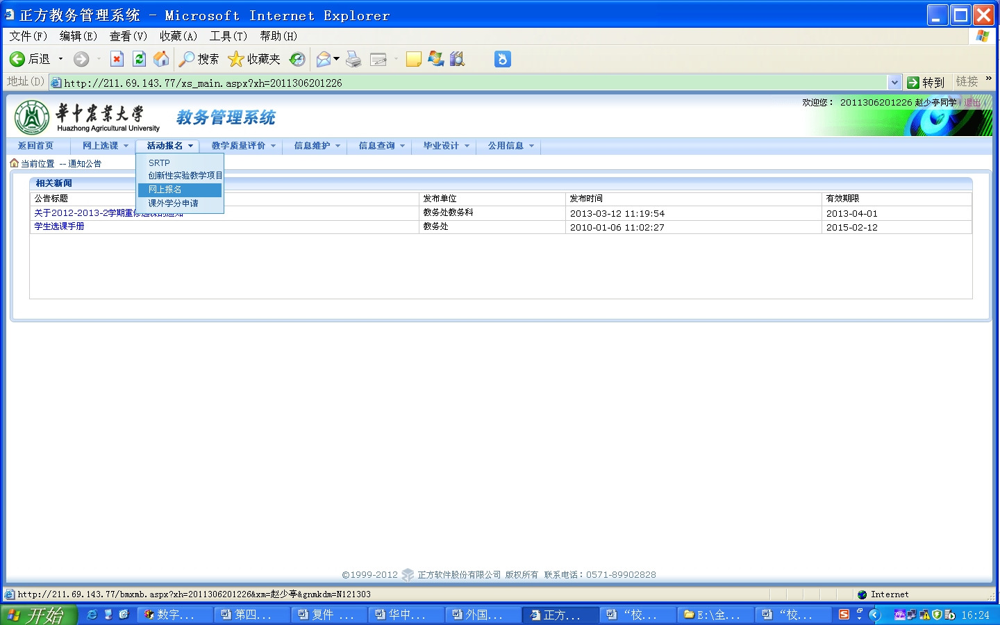 正方教务管理系统 - Microsoft Internet Explorer
文件(F) 编辑(E) 查看(V) 收藏(A) 工具(T) 帮助(H)
后退 搜索 收藏夹
地址(D) http://211.69.143.77/xs_main.aspx?xh=2011306201226 转到 链接 »
華中農業大学 Huazhong Agricultural University 教务管理系统 欢迎您： 2011306201226 赵少亭同学 退出
返回首页 网上选课 活动报名 教学质量评价 信息维护 信息查询 毕业设计 公用信息
当前位置 -- 通知公告
SRTP
创新性实验教学项目
网上报名
课外学分申请
相关新闻
公告标题 发布单位 发布时间 有效期限
关于2012-2013-2学期重修选课的通知 教务处教务科 2013-03-12 11:19:54 2013-04-01
学生选课手册 教务处 2010-01-06 11:02:27 2015-02-12
©1999-2012 正方软件股份有限公司 版权所有 联系电话：0571-89902828
http://211.69.143.77/bmxmb.aspx?xh=2011306201226&xm=赵少亭&gnmkdm=N121303 Internet
开始 数字... 第四... 复件 ... 华中... 外国... 正方... “校... E:\全... “校... 16:24